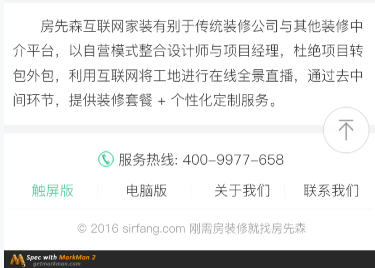 房先森互联网家装有别于传统装修公司与其他装修中
介平台，以自营模式整合设计师与项目经理，杜绝项目转
包外包，利用互联网将工地进行在线全景直播，通过去中
间环节，提供装修套餐 + 个性化定制服务。
服务热线: 400-9977-658
触屏版 电脑版 关于我们 联系我们
© 2016 sirfang.com 刚需房装修就找房先森
Spec with MarkMan 2
getmarkman.com